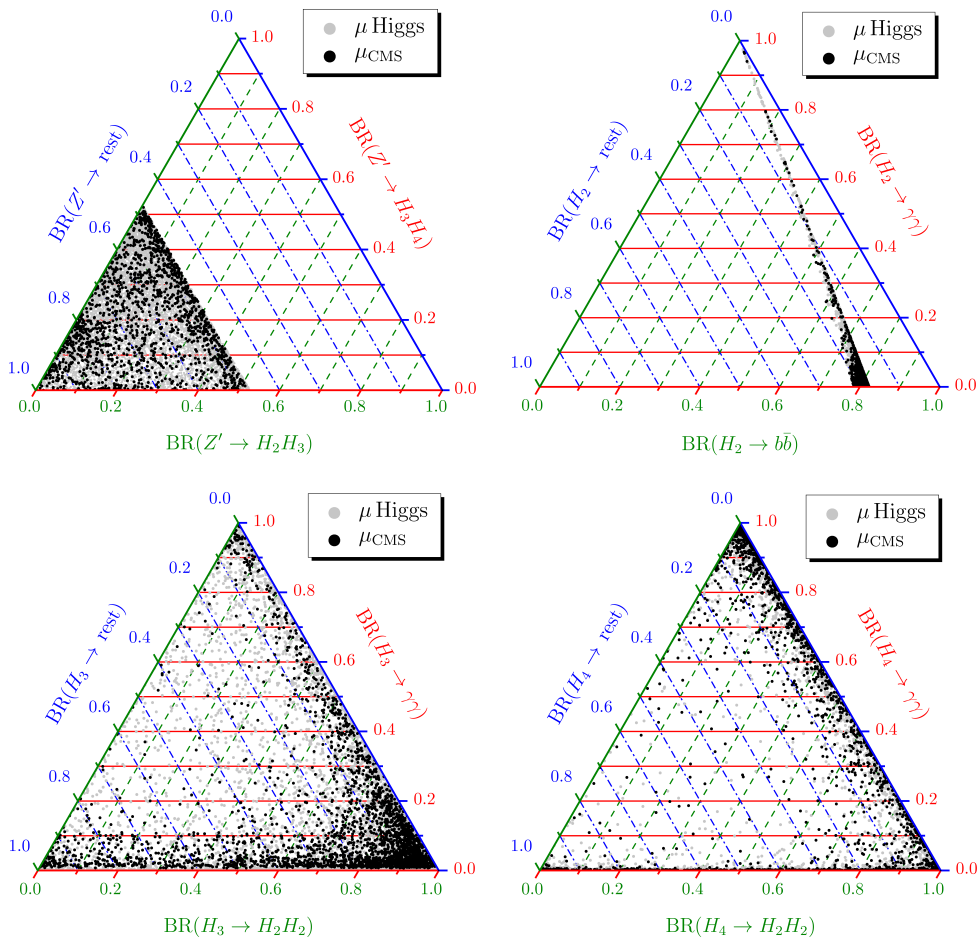 0.0
μ Higgs
μCMS
1.0
0.2
0.8
BR(Z′ → rest)
BR(Z′ → H3H4)
0.4
0.6
0.6
0.4
0.8
0.2
1.0
0.0
0.0 0.2 0.4 0.6 0.8 1.0
BR(Z′ → H2H3)
0.0
μ Higgs
μCMS
1.0
0.2
0.8
BR(H2 → rest)
BR(H2 → γγ)
0.4
0.6
0.6
0.4
0.8
0.2
1.0
0.0
0.0 0.2 0.4 0.6 0.8 1.0
BR(H2 → bb̄)
0.0
μ Higgs
μCMS
1.0
0.2
0.8
BR(H3 → rest)
BR(H3 → γγ)
0.4
0.6
0.6
0.4
0.8
0.2
1.0
0.0
0.0 0.2 0.4 0.6 0.8 1.0
BR(H3 → H2H2)
0.0
μ Higgs
μCMS
1.0
0.2
0.8
BR(H4 → rest)
BR(H4 → γγ)
0.4
0.6
0.6
0.4
0.8
0.2
1.0
0.0
0.0 0.2 0.4 0.6 0.8 1.0
BR(H4 → H2H2)